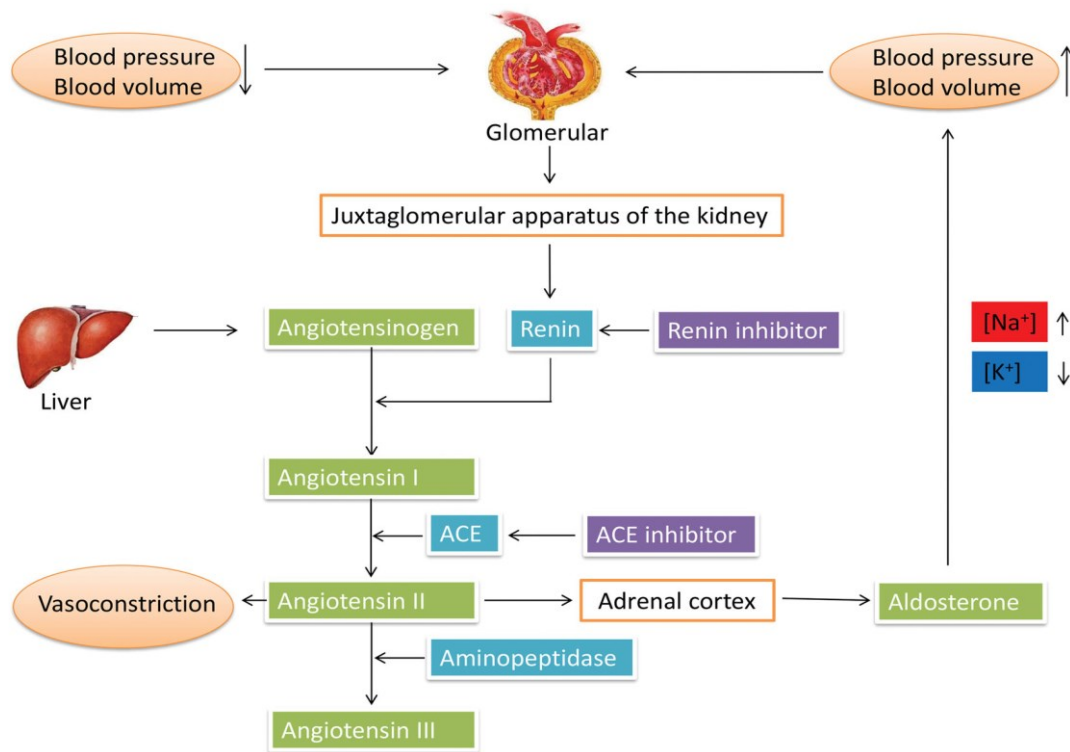 Blood pressure
Blood volume
Blood pressure
Blood volume
Glomerular
Juxtaglomerular apparatus of the kidney
Angiotensinogen
Renin
Renin inhibitor
[Na⁺]
[K⁺]
Liver
Angiotensin I
ACE
ACE inhibitor
Vasoconstriction
Angiotensin II
Adrenal cortex
Aldosterone
Aminopeptidase
Angiotensin III